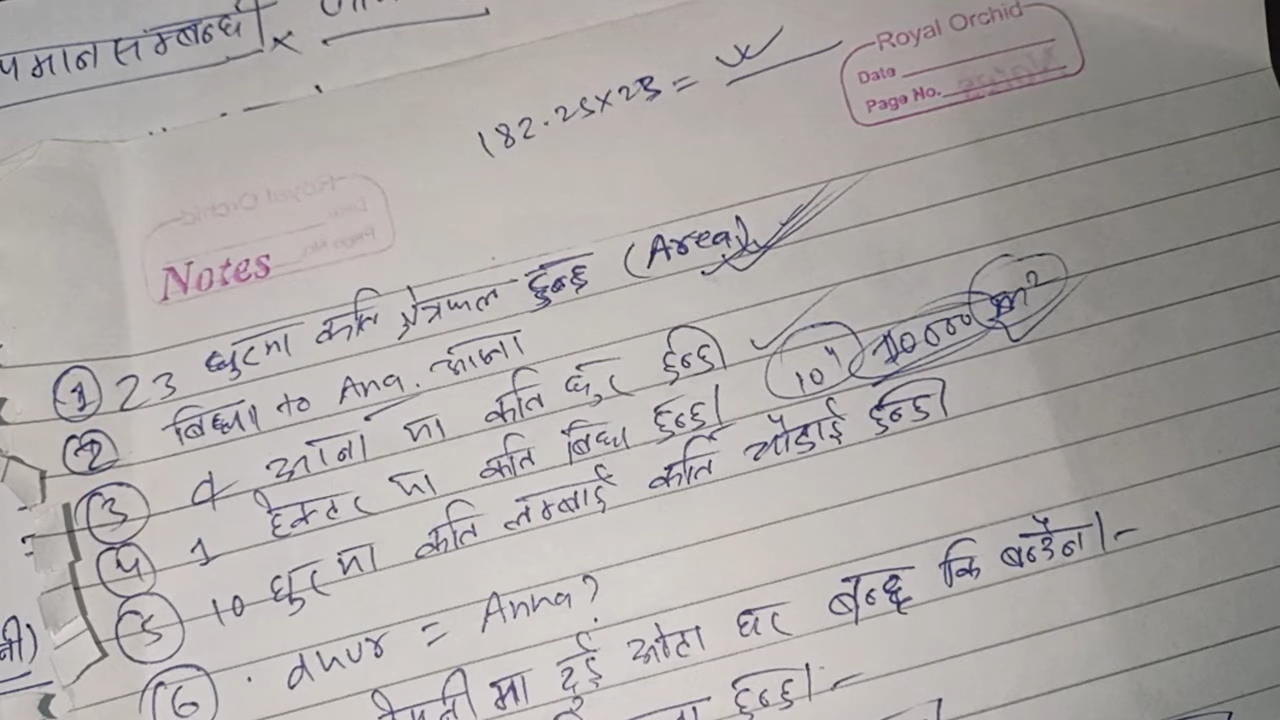 पमान सम्बन्धी
182.25×23 =
Royal Orchid
Date
Page No.
Notes
① 23 धुरमा कति क्षेत्रफल हुन्छ (Area)
② बिघा to Ana. आना
③ 4 आना मा कति धुर हुन्छ
④ 1 हेक्टर मा कति बिघा हुन्छ। 10⁴ 10000 m²
⑤ 10 धुर मा कति लम्बाई कति चौडाई हुन्छ।
⑥ . dhur = Anna?
मा दुई ओटा घर बन्छ कि बन्दैन।-
हुन्छ।-
नी)